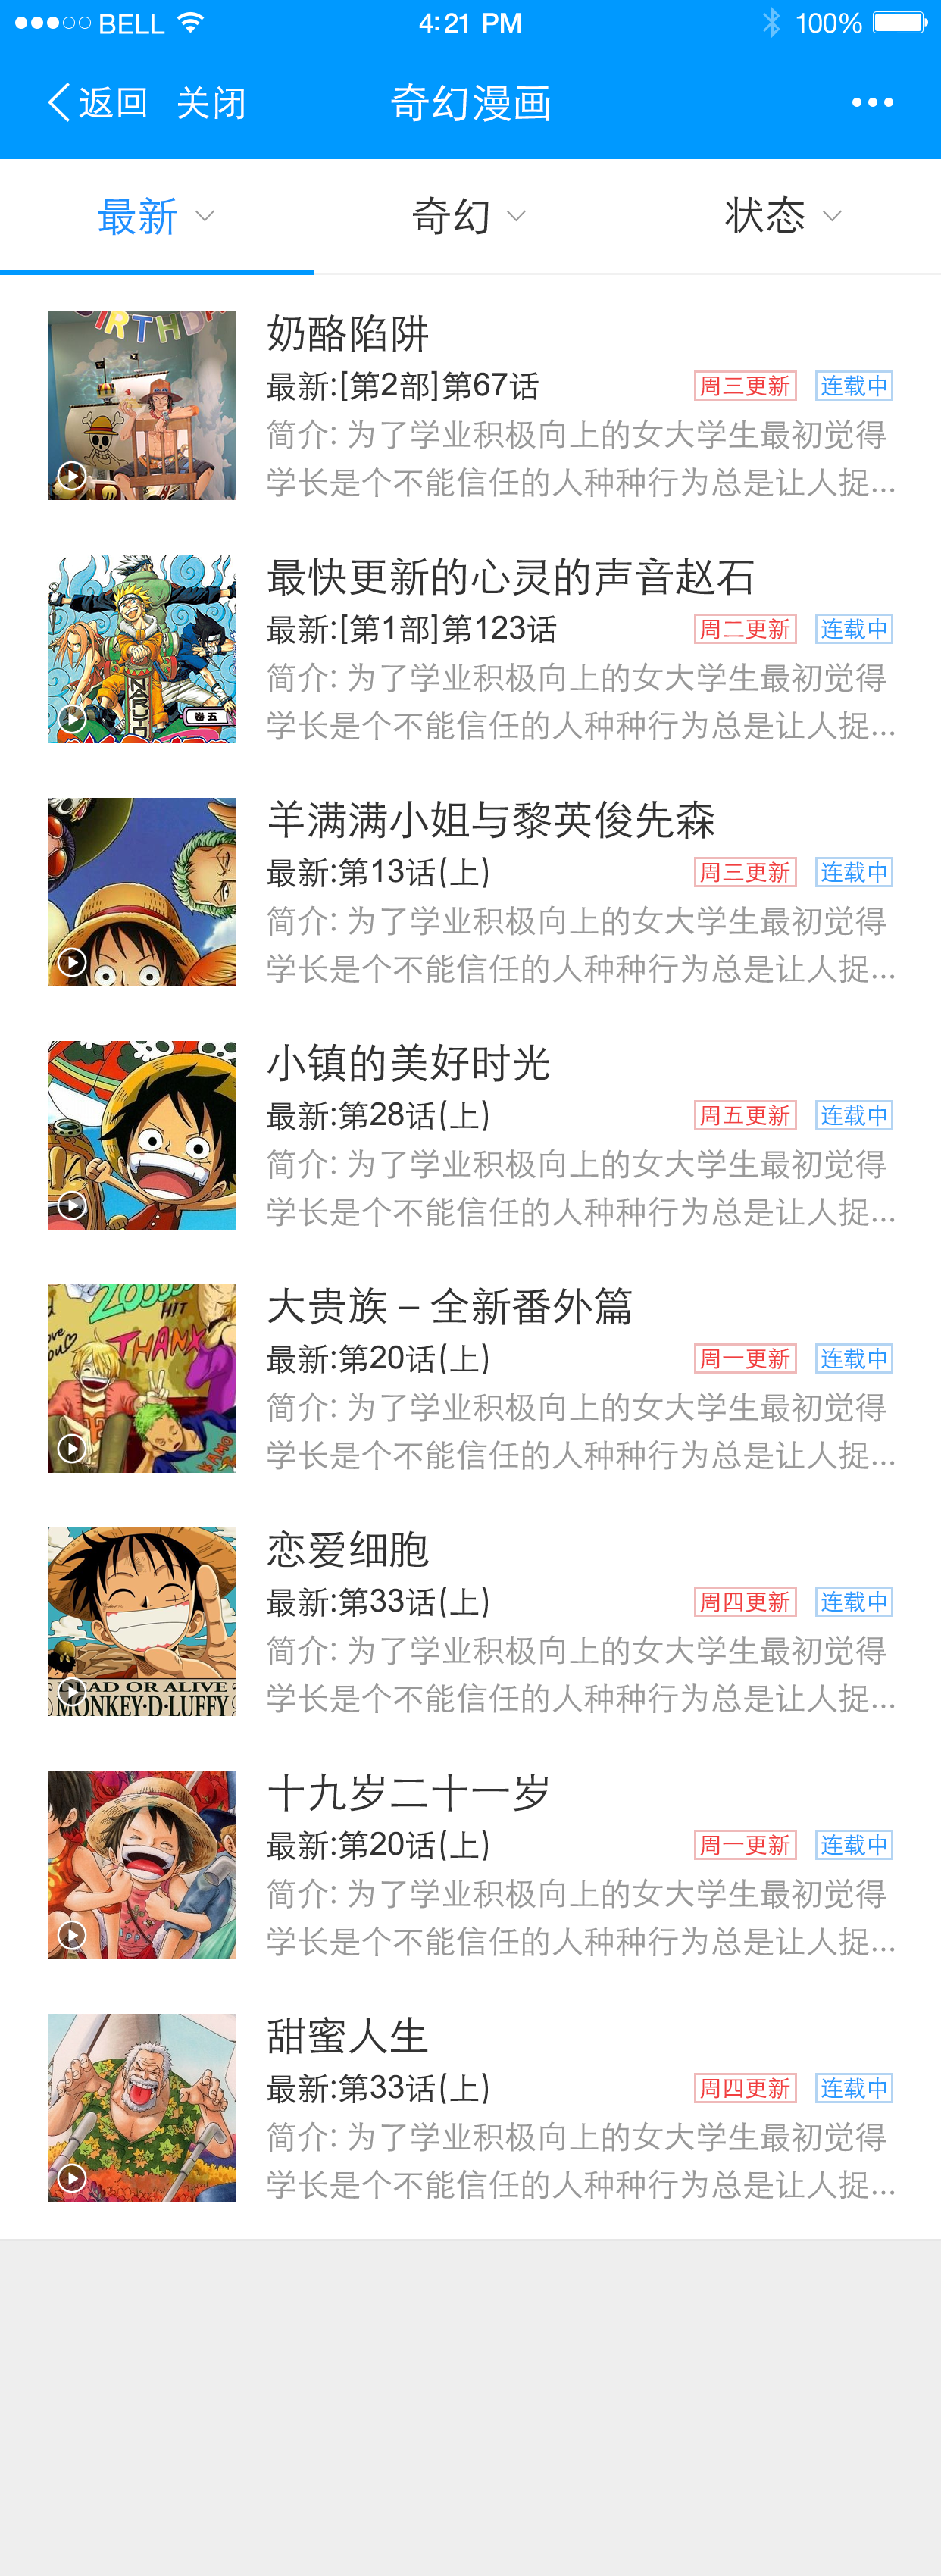 BELL 4:21 PM 100%
返回 关闭 奇幻漫画
最新 奇幻 状态
BIRTHDA
奶酪陷阱
最新:[第2部]第67话 周三更新 连载中
简介: 为了学业积极向上的女大学生最初觉得
学长是个不能信任的人种种行为总是让人捉...
最快更新的心灵的声音赵石
最新:[第1部]第123话 周二更新 连载中
简介: 为了学业积极向上的女大学生最初觉得
学长是个不能信任的人种种行为总是让人捉...
卷五
羊满满小姐与黎英俊先森
最新:第13话(上) 周三更新 连载中
简介: 为了学业积极向上的女大学生最初觉得
学长是个不能信任的人种种行为总是让人捉...
小镇的美好时光
最新:第28话(上) 周五更新 连载中
简介: 为了学业积极向上的女大学生最初觉得
学长是个不能信任的人种种行为总是让人捉...
HIT
THANX
大贵族 – 全新番外篇
最新:第20话(上) 周一更新 连载中
简介: 为了学业积极向上的女大学生最初觉得
学长是个不能信任的人种种行为总是让人捉...
恋爱细胞
最新:第33话(上) 周四更新 连载中
简介: 为了学业积极向上的女大学生最初觉得
学长是个不能信任的人种种行为总是让人捉...
DEAD OR ALIVE
MONKEY·D·LUFFY
十九岁二十一岁
最新:第20话(上) 周一更新 连载中
简介: 为了学业积极向上的女大学生最初觉得
学长是个不能信任的人种种行为总是让人捉...
甜蜜人生
最新:第33话(上) 周四更新 连载中
简介: 为了学业积极向上的女大学生最初觉得
学长是个不能信任的人种种行为总是让人捉...